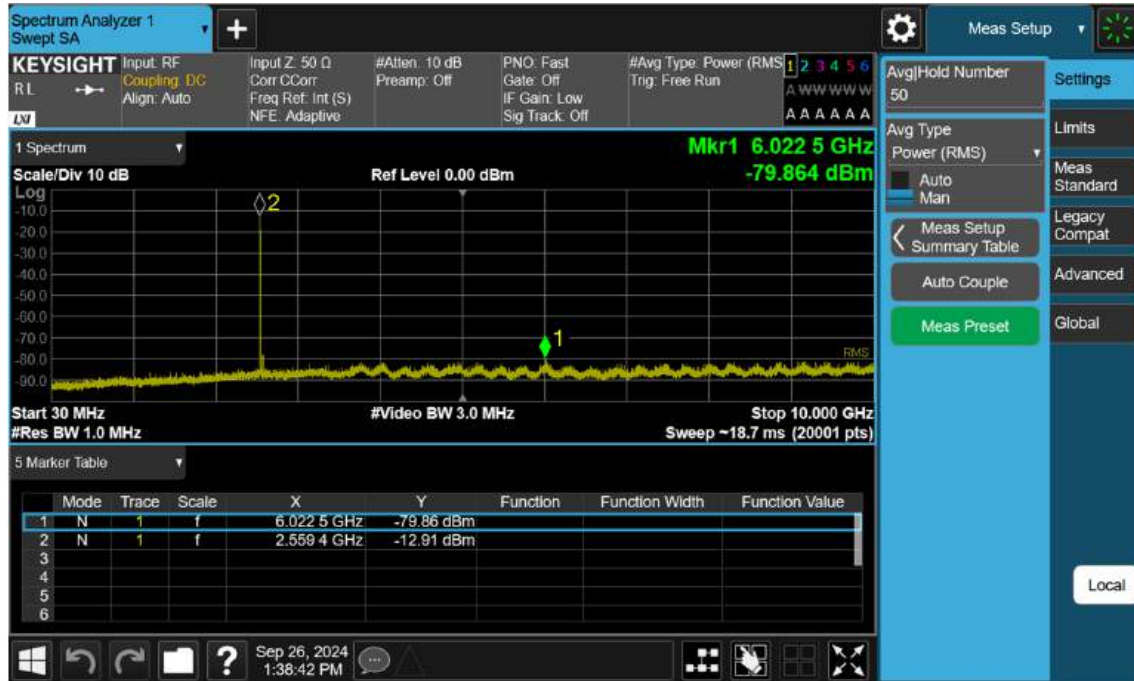 Spectrum Analyzer 1
Swept SA
+
Meas Setup
KEYSIGHT
RL
LXI
Input: RF
Coupling: DC
Align: Auto
Input Z: 50 Ω
Corr CCorr
Freq Ref: Int (S)
NFE: Adaptive
#Atten: 10 dB
Preamp: Off
PNO: Fast
Gate: Off
IF Gain: Low
Sig Track: Off
#Avg Type: Power (RMS
Trig: Free Run
1 2 3 4 5 6
A W W W W W
A A A A A A
1 Spectrum
Scale/Div 10 dB
Ref Level 0.00 dBm
Mkr1 6.022 5 GHz
-79.864 dBm
Log
-10.0
-20.0
-30.0
-40.0
-50.0
-60.0
-70.0
-80.0
-90.0
2
1
RMS
Start 30 MHz
#Video BW 3.0 MHz
Stop 10.000 GHz
#Res BW 1.0 MHz
Sweep ~18.7 ms (20001 pts)
5 Marker Table
Mode Trace Scale X Y Function Function Width Function Value
1 N 1 f 6.022 5 GHz -79.86 dBm
2 N 1 f 2.559 4 GHz -12.91 dBm
3
4
5
6
Avg|Hold Number
50
Avg Type
Power (RMS)
Auto
Man
Meas Setup
Summary Table
Auto Couple
Meas Preset
Settings
Limits
Meas
Standard
Legacy
Compat
Advanced
Global
Local
?
Sep 26, 2024
1:38:42 PM